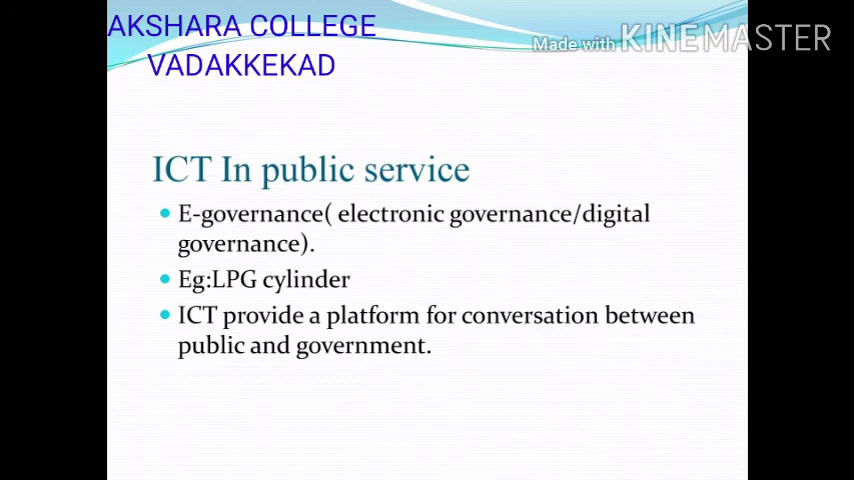 AKSHARA COLLEGE
VADAKKEKAD
Made with KINEMASTER
ICT In public service
E-governance( electronic governance/digital
governance).
Eg:LPG cylinder
ICT provide a platform for conversation between
public and government.